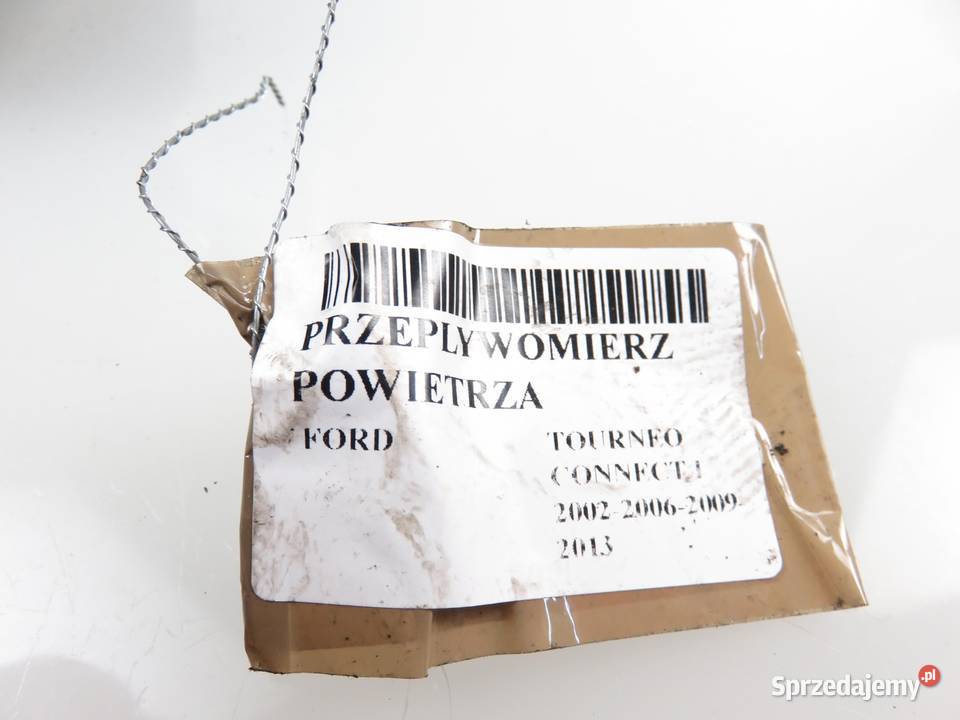 PRZEPLYWOMIERZ
POWIETRZA
FORD
TOURNEO
CONNECT I
2002-2006-2009-
2013
Sprzedajemy.pl